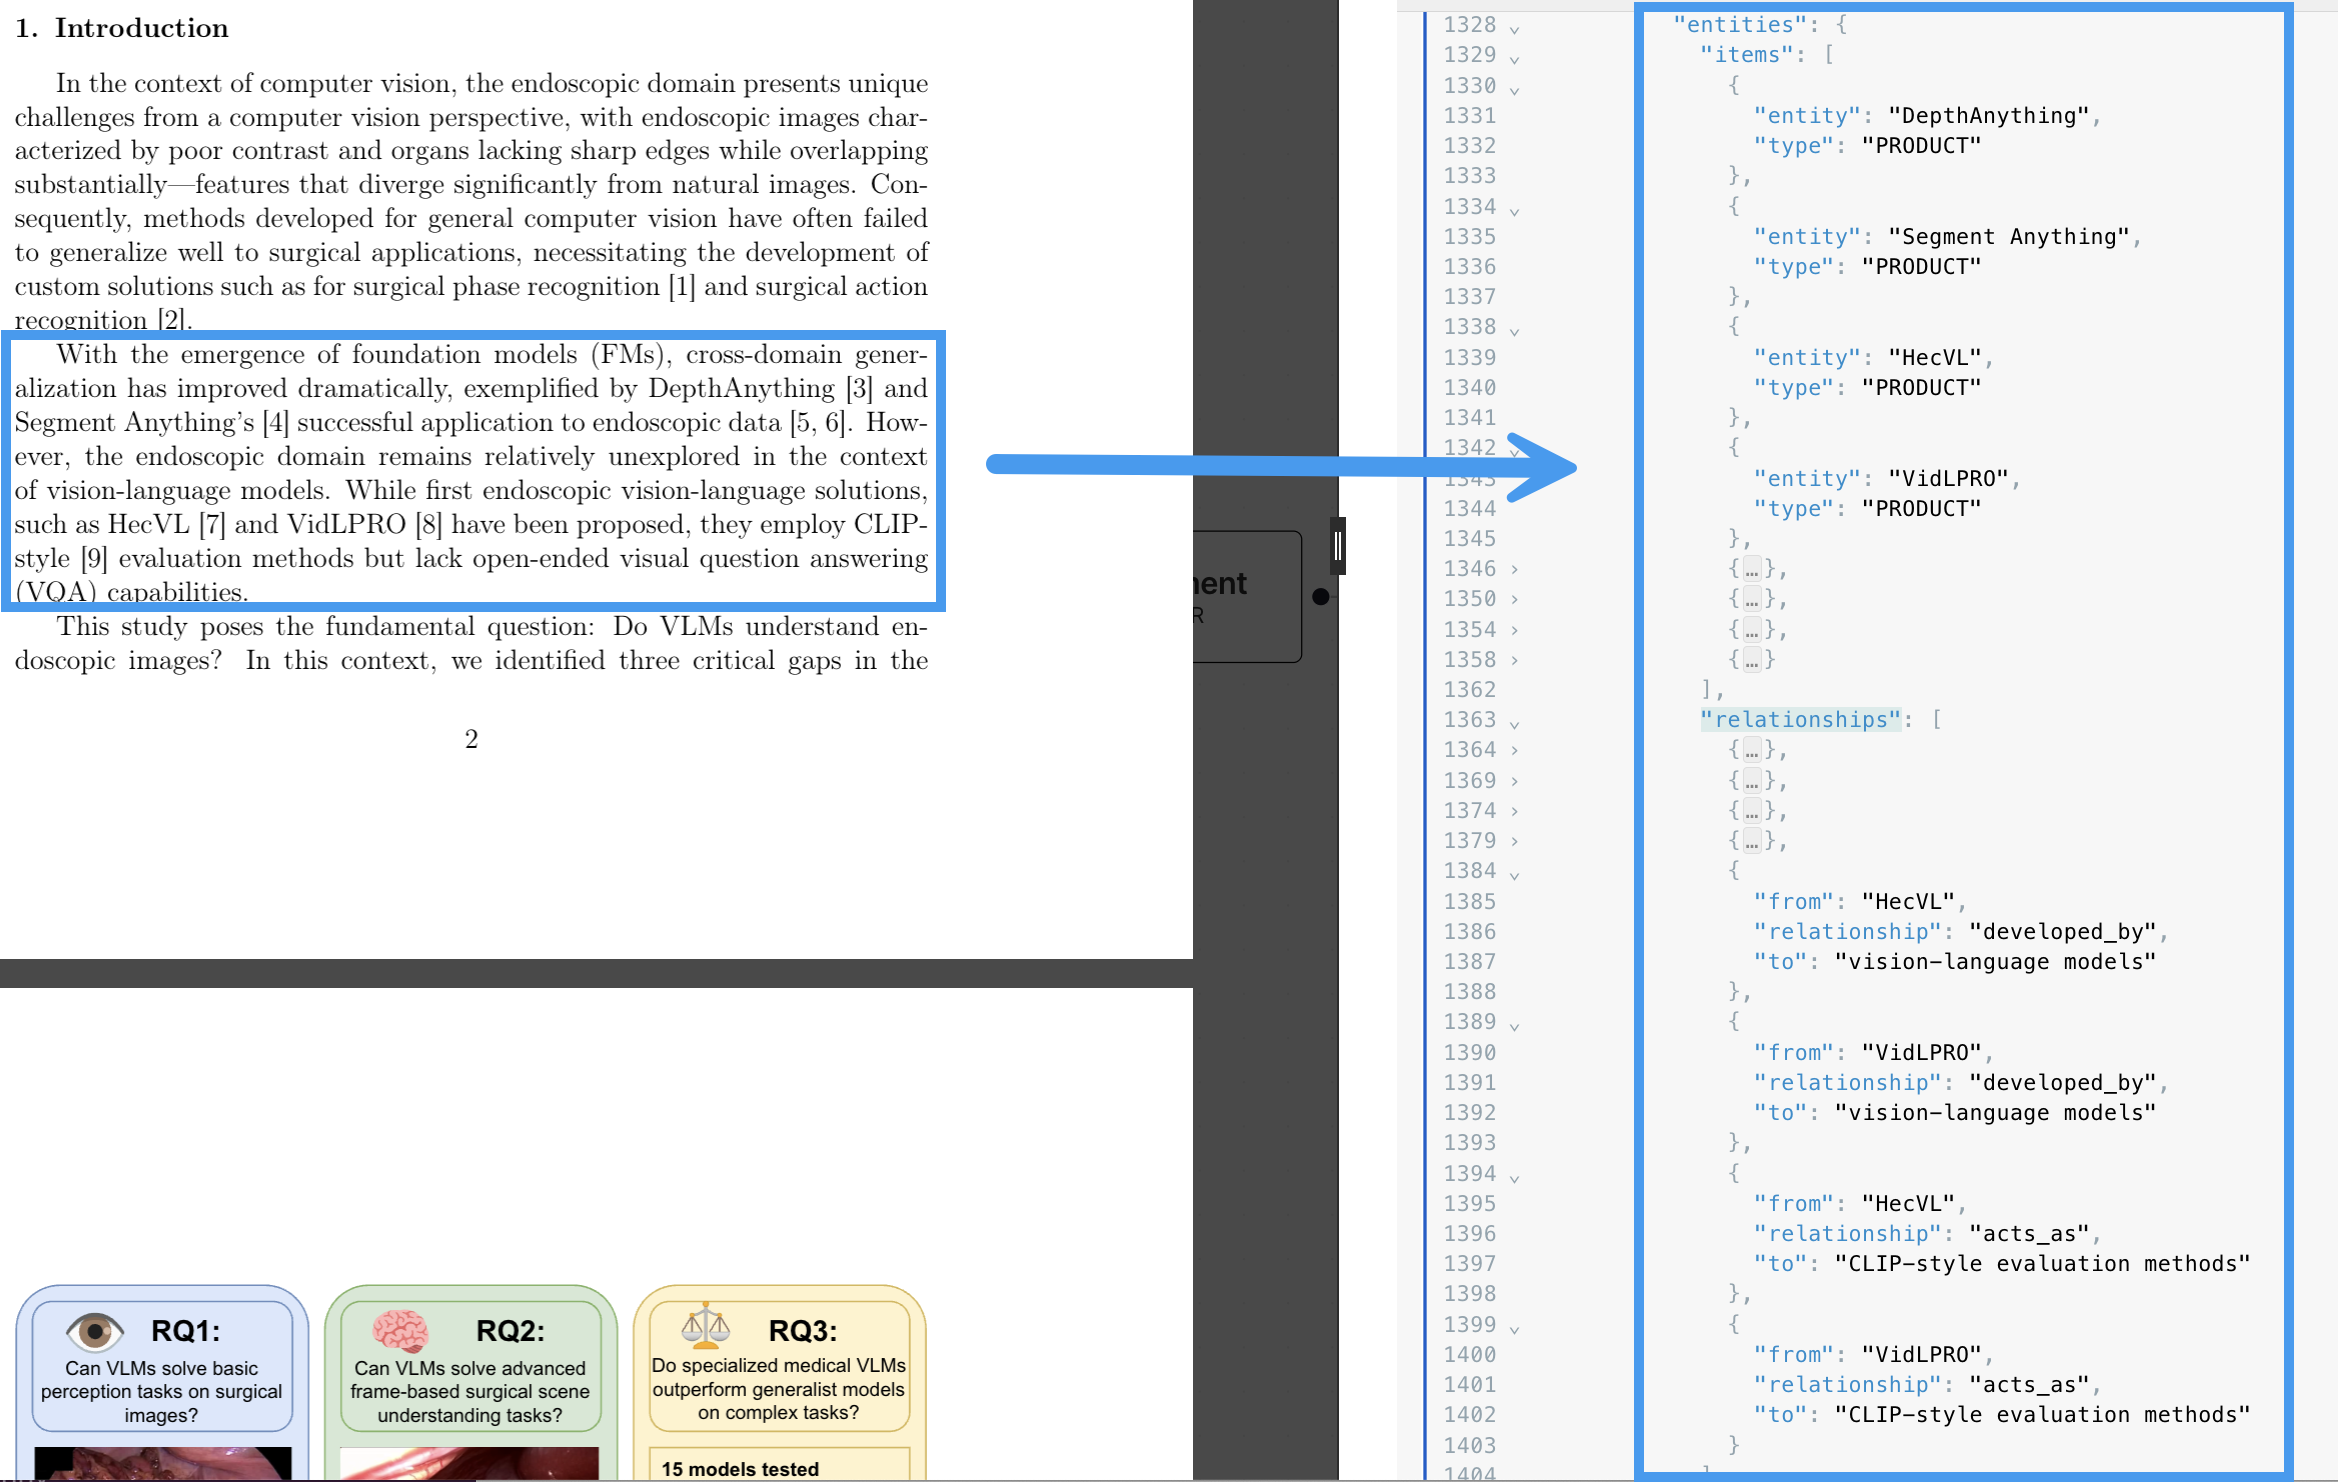 1. Introduction
In the context of computer vision, the endoscopic domain presents unique
challenges from a computer vision perspective, with endoscopic images char-
acterized by poor contrast and organs lacking sharp edges while overlapping
substantially—features that diverge significantly from natural images. Con-
sequently, methods developed for general computer vision have often failed
to generalize well to surgical applications, necessitating the development of
custom solutions such as for surgical phase recognition [1] and surgical action
recognition [2].
With the emergence of foundation models (FMs), cross-domain gener-
alization has improved dramatically, exemplified by DepthAnything [3] and
Segment Anything's [4] successful application to endoscopic data [5, 6]. How-
ever, the endoscopic domain remains relatively unexplored in the context
of vision-language models. While first endoscopic vision-language solutions,
such as HecVL [7] and VidLPRO [8] have been proposed, they employ CLIP-
style [9] evaluation methods but lack open-ended visual question answering
(VQA) capabilities.
This study poses the fundamental question: Do VLMs understand en-
doscopic images? In this context, we identified three critical gaps in the
2
RQ1:
Can VLMs solve basic
perception tasks on surgical
images?
RQ2:
Can VLMs solve advanced
frame-based surgical scene
understanding tasks?
RQ3:
Do specialized medical VLMs
outperform generalist models
on complex tasks?
15 models tested
ment
R
1328 "entities": {
1329 "items": [
1330 {
1331 "entity": "DepthAnything",
1332 "type": "PRODUCT"
1333 },
1334 {
1335 "entity": "Segment Anything",
1336 "type": "PRODUCT"
1337 },
1338 {
1339 "entity": "HecVL",
1340 "type": "PRODUCT"
1341 },
1342 {
1343 "entity": "VidLPRO",
1344 "type": "PRODUCT"
1345 },
1346 {…},
1350 {…},
1354 {…},
1358 {…}
1362 ],
1363 "relationships": [
1364 {…},
1369 {…},
1374 {…},
1379 {…},
1384 {
1385 "from": "HecVL",
1386 "relationship": "developed_by",
1387 "to": "vision-language models"
1388 },
1389 {
1390 "from": "VidLPRO",
1391 "relationship": "developed_by",
1392 "to": "vision-language models"
1393 },
1394 {
1395 "from": "HecVL",
1396 "relationship": "acts_as",
1397 "to": "CLIP-style evaluation methods"
1398 },
1399 {
1400 "from": "VidLPRO",
1401 "relationship": "acts_as",
1402 "to": "CLIP-style evaluation methods"
1403 }
1404 ]